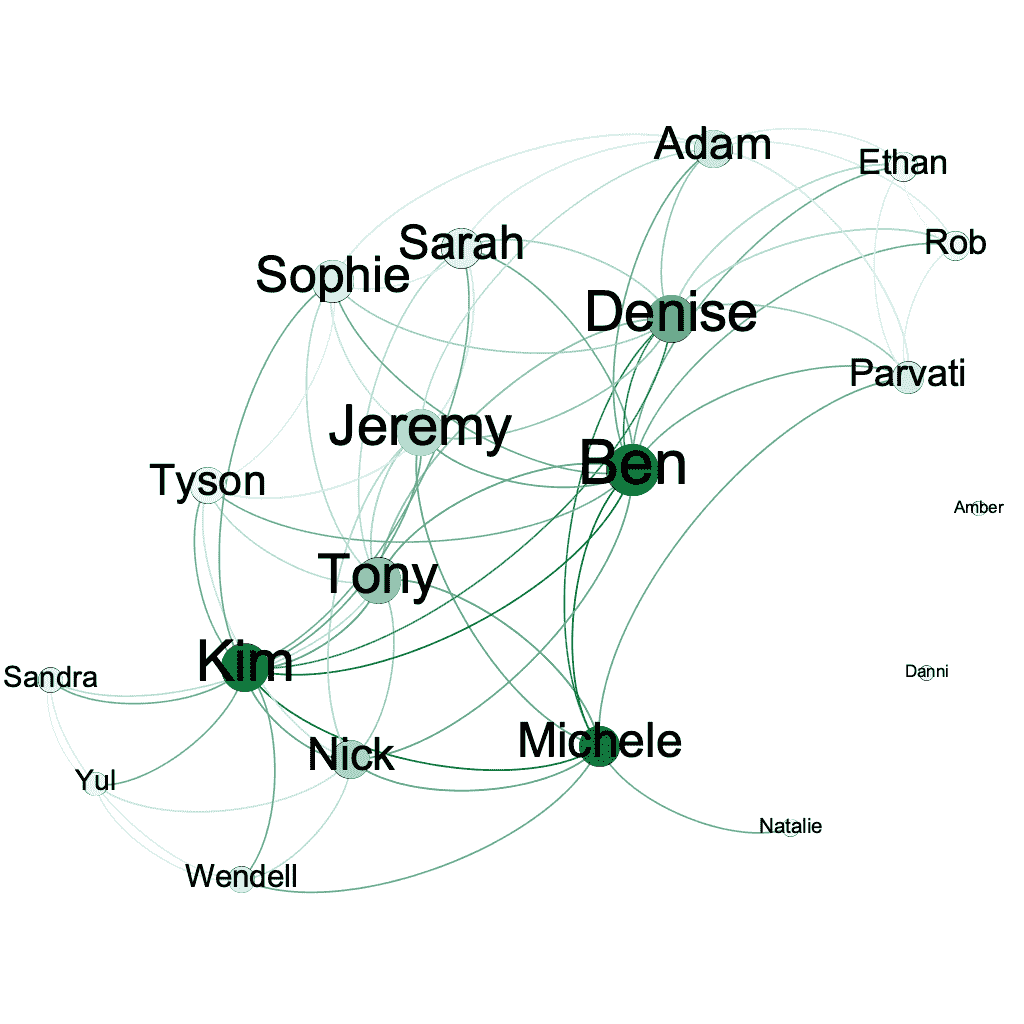 Adam
Ethan
Sarah
Rob
Sophie
Denise
Parvati
Jeremy
Ben
Tyson
Amber
Tony
Kim
Danni
Sandra
Michele
Nick
Yul
Natalie
Wendell